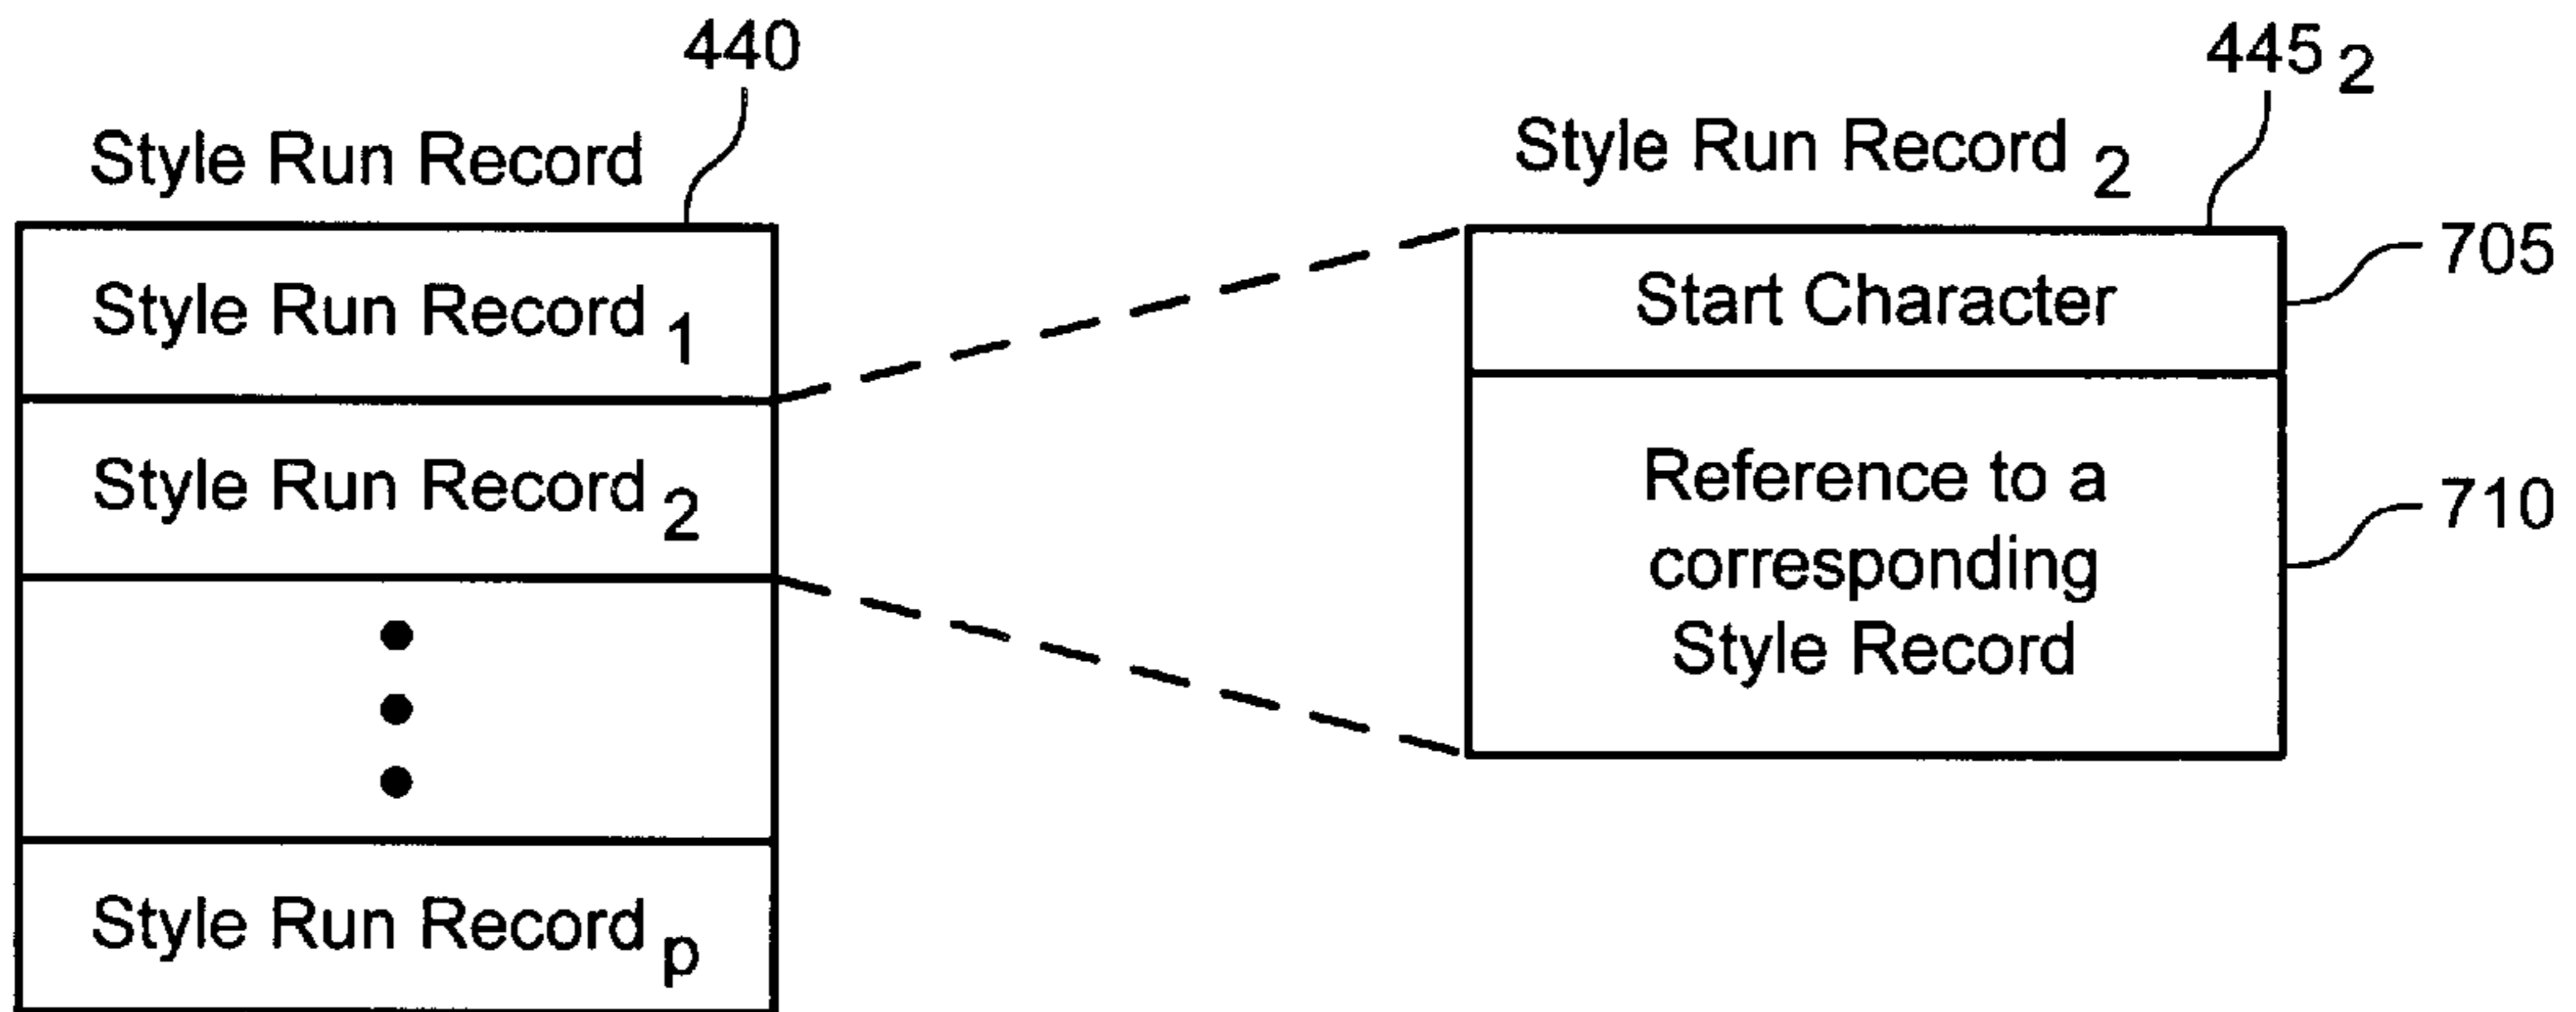 440
Style Run Record
Style Run Record 1
Style Run Record 2
Style Run Record p
445 2
Style Run Record 2
Start Character
705
Reference to a
corresponding
Style Record
710